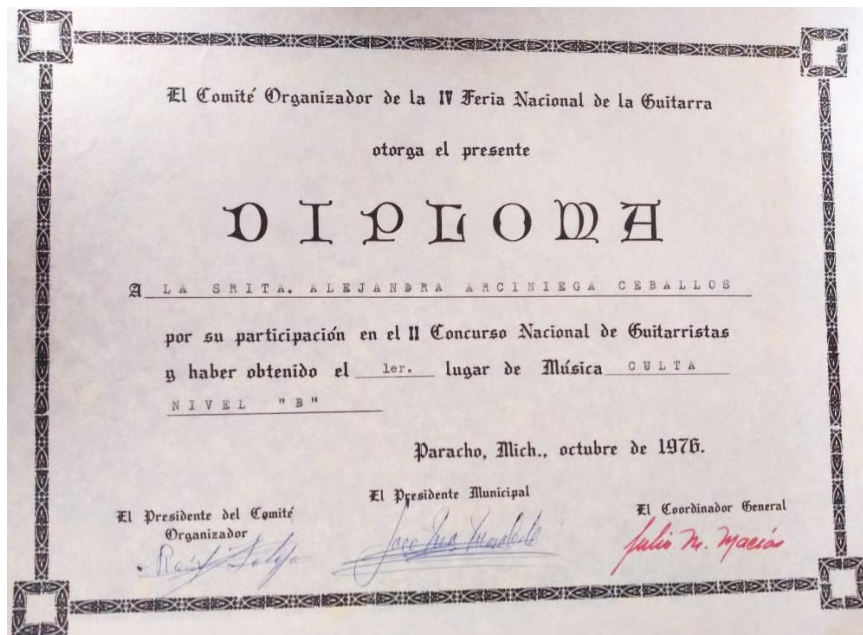 El Comité Organizador de la IV Feria Nacional de la Guitarra
otorga el presente
DIPLOMA
A LA SRITA. ALEJANDRA ARCINIEGA CEBALLOS
por su participación en el II Concurso Nacional de Guitarristas
y haber obtenido el 1er. lugar de Música CULTA
NIVEL "B"
Paracho, Mich., octubre de 1976.
El Presidente del Comité
Organizador
El Presidente Municipal
El Coordinador General
Julio M. Macías